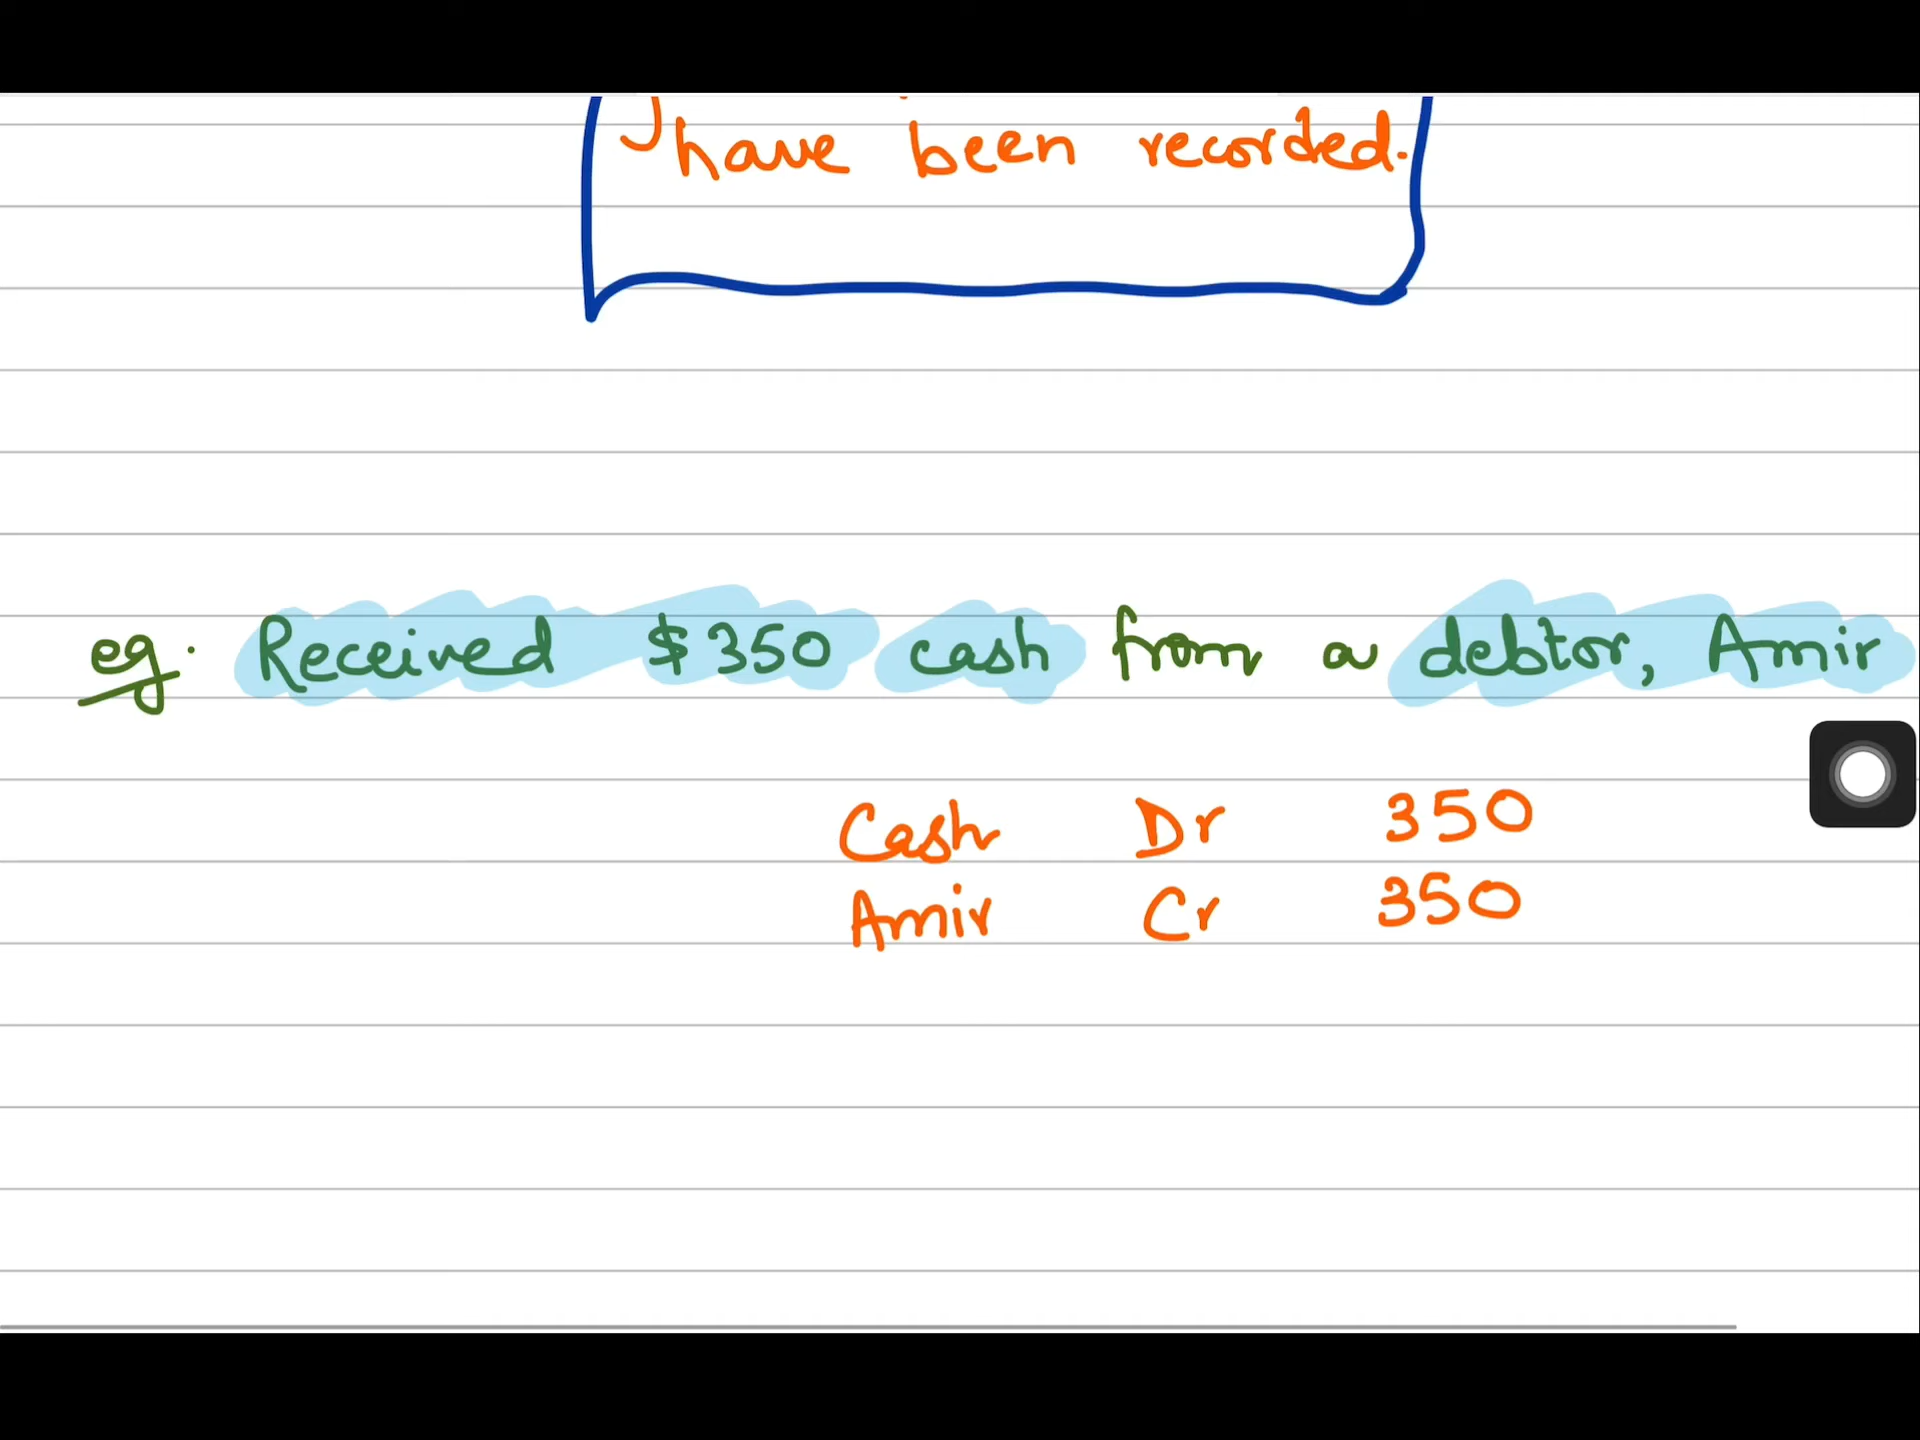 have been recorded.
eg. Received $350 cash from a debtor, Amir
Cash Dr 350
Amir Cr 350